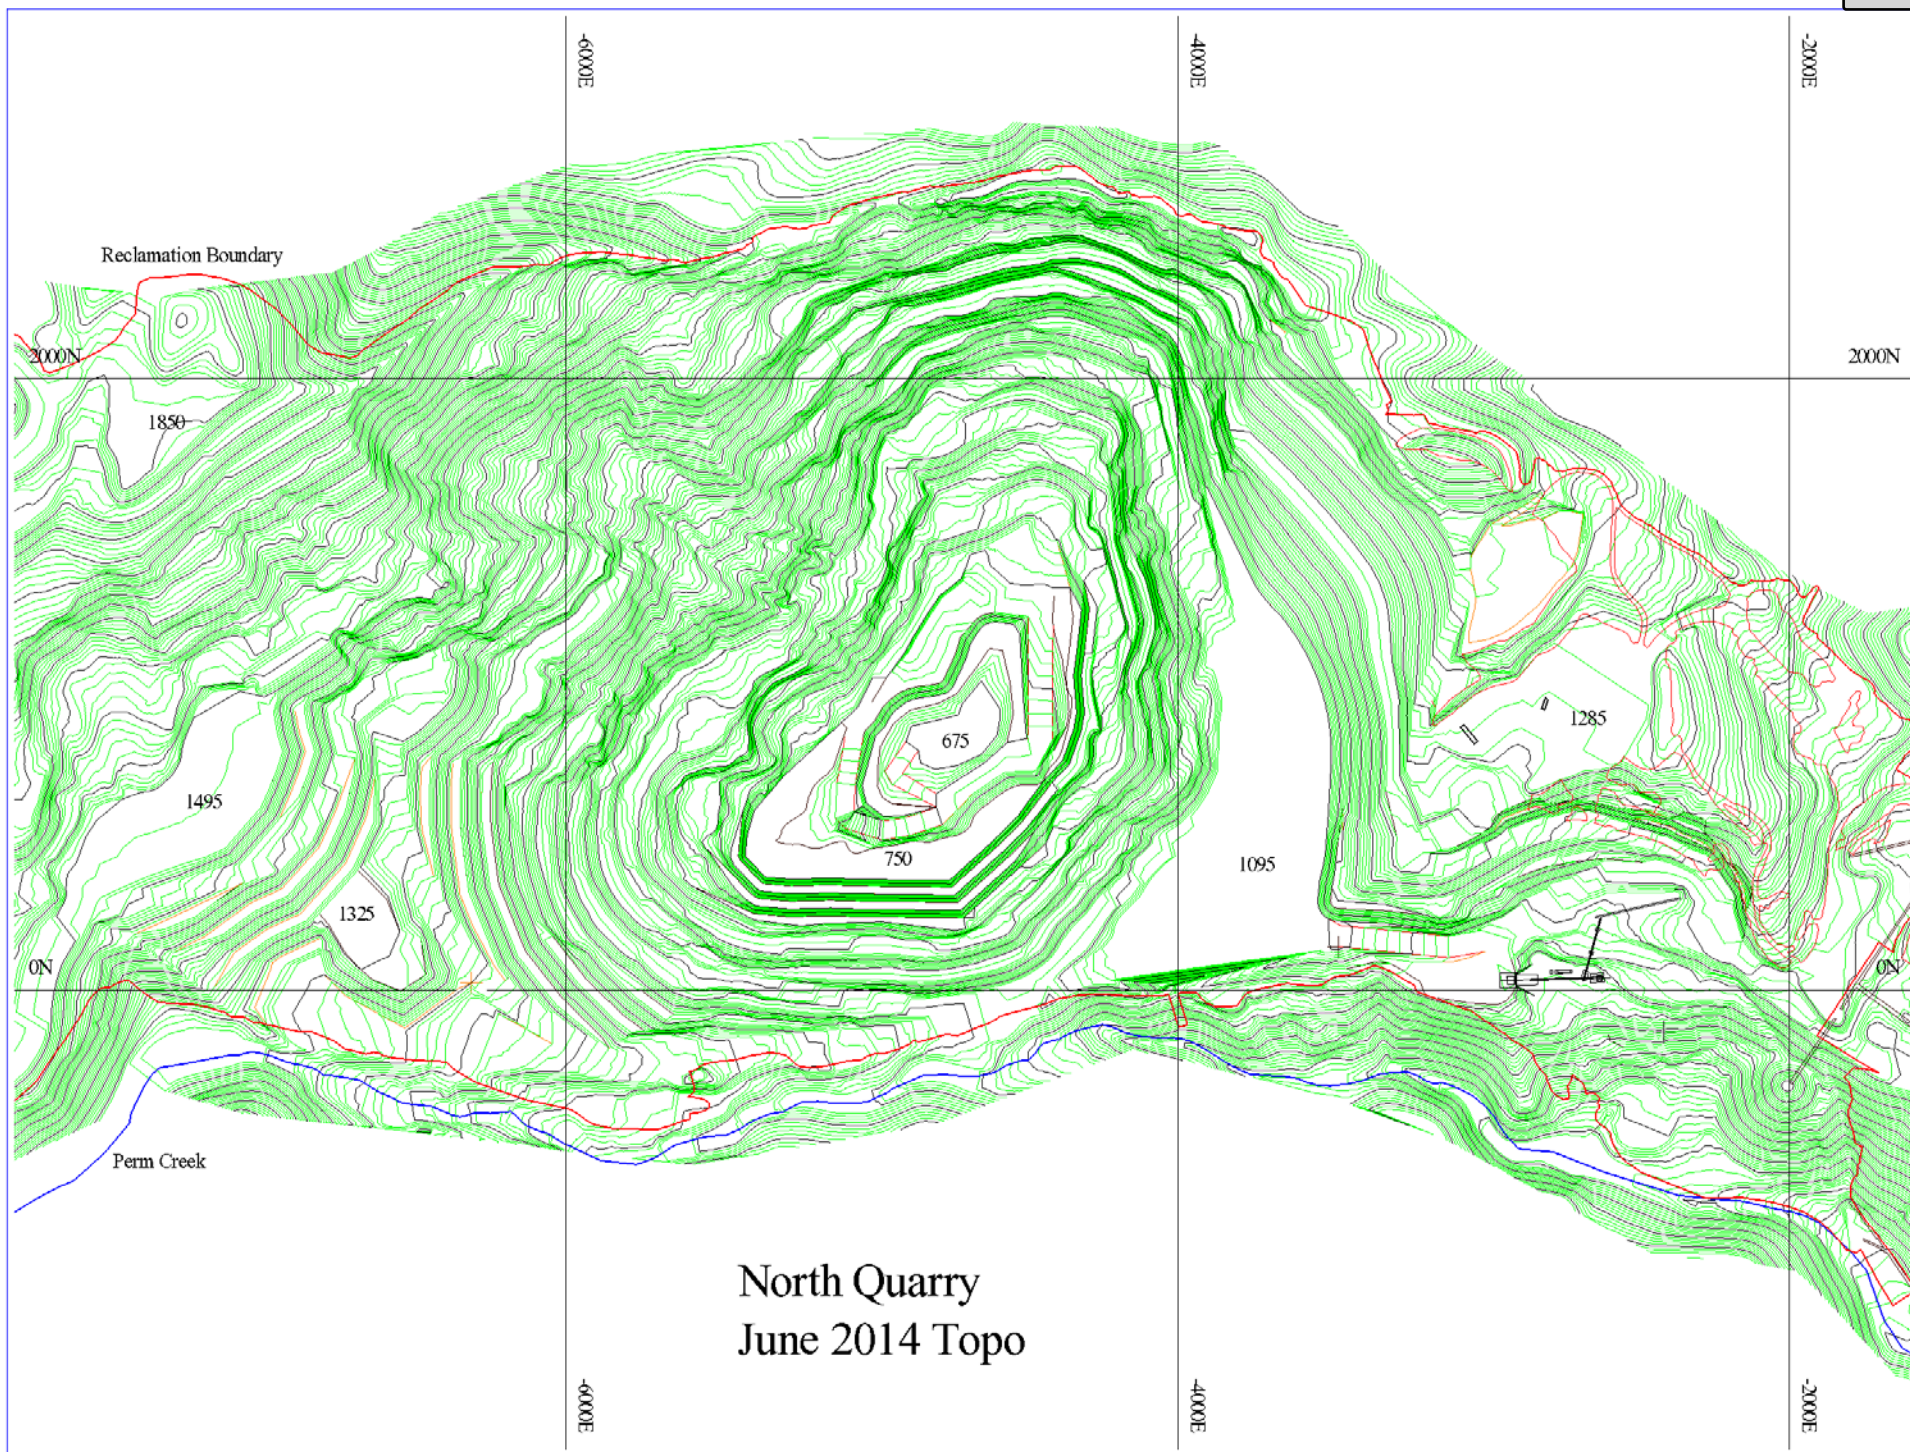 -6000E
-4000E
-2000E
Reclamation Boundary
2000N
2000N
1850
1285
675
1495
750
1095
1325
0N
0N
Perm Creek
North Quarry
June 2014 Topo
-6000E
-4000E
-2000E